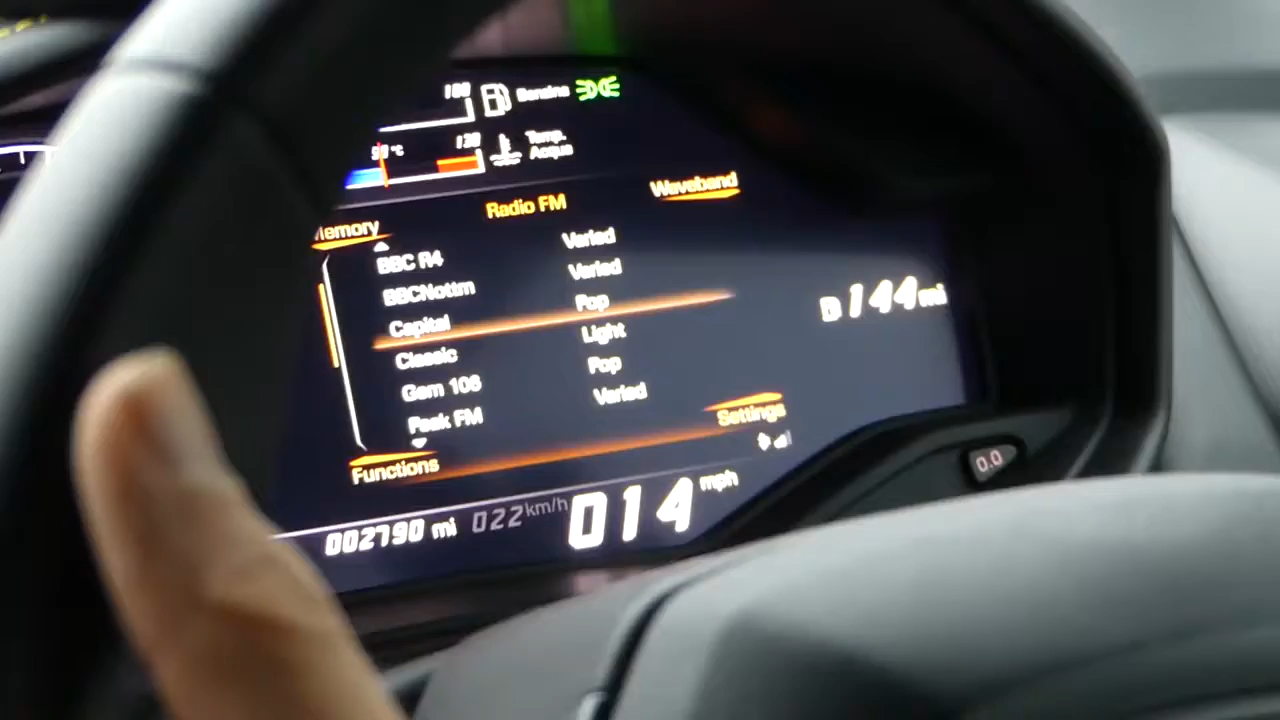 100 Benzina
90 °C 130 Temp.
Acqua
Memory Radio FM Waveband
BBC R4 Varied
BBCNottm Varied
Capital Pop
Classic Light
Gem 106 Pop
Peak FM Varied
144 mi
Functions Settings
002790 mi 022 km/h 014 mph
0.0